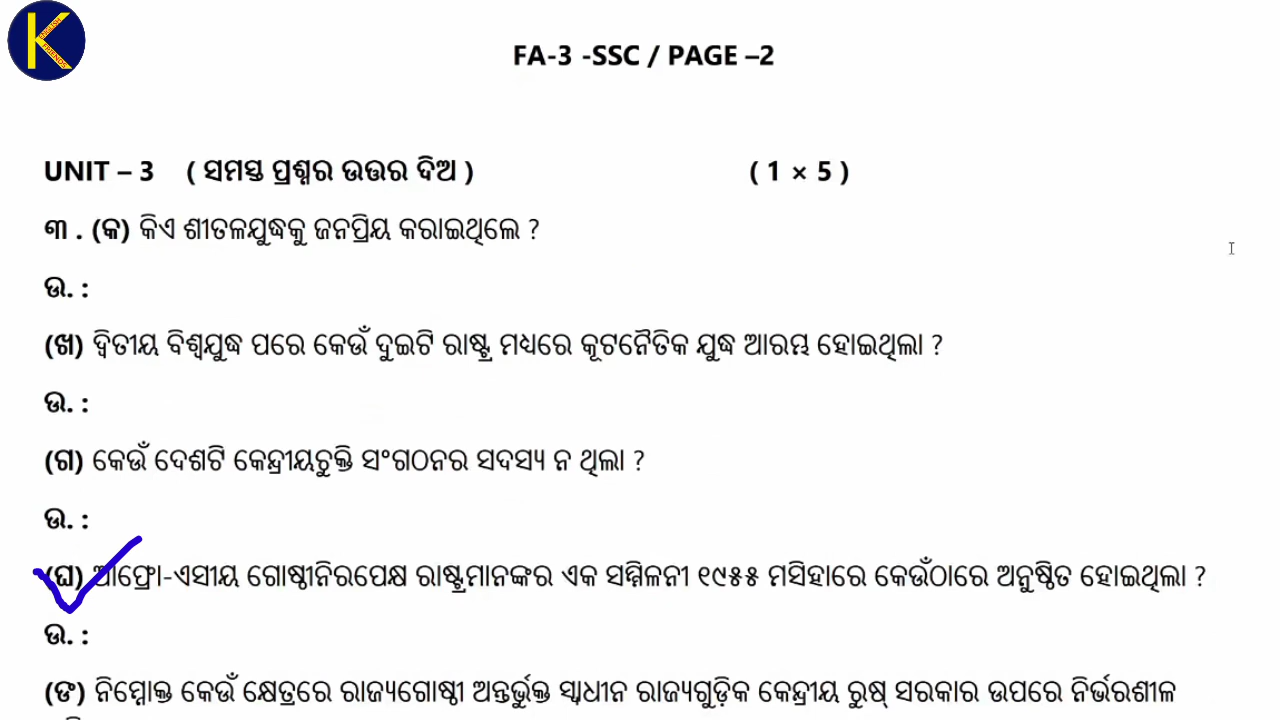 K ENGLISH FRIENDS
FA-3 -SSC / PAGE –2
UNIT – 3 ( ସମସ୍ତ ପ୍ରଶ୍ନର ଉତ୍ତର ଦିଅ ) ( 1 × 5 )
୩ . (କ) କିଏ ଶୀତଳଯୁଦ୍ଧକୁ ଜନପ୍ରିୟ କରାଇଥିଲେ ?
ଉ. :
(ଖ) ଦ୍ୱିତୀୟ ବିଶ୍ୱଯୁଦ୍ଧ ପରେ କେଉଁ ଦୁଇଟି ରାଷ୍ଟ୍ର ମଧ୍ୟରେ କୂଟନୈତିକ ଯୁଦ୍ଧ ଆରମ୍ଭ ହୋଇଥିଲା ?
ଉ. :
(ଗ) କେଉଁ ଦେଶଟି କେନ୍ଦ୍ରୀୟଚୁକ୍ତି ସଂଗଠନର ସଦସ୍ୟ ନ ଥିଲା ?
ଉ. :
(ଘ) ଆଫ୍ରୋ-ଏସୀୟ ଗୋଷ୍ଠୀନିରପେକ୍ଷ ରାଷ୍ଟ୍ରମାନଙ୍କର ଏକ ସମ୍ମିଳନୀ ୧୯୫୫ ମସିହାରେ କେଉଁଠାରେ ଅନୁଷ୍ଠିତ ହୋଇଥିଲା ?
ଉ. :
(ଙ) ନିମ୍ନୋକ୍ତ କେଉଁ କ୍ଷେତ୍ରରେ ରାଜ୍ୟଗୋଷ୍ଠୀ ଅନ୍ତର୍ଭୁକ୍ତ ସ୍ୱାଧୀନ ରାଜ୍ୟଗୁଡ଼ିକ କେନ୍ଦ୍ରୀୟ ରୁଷ୍ ସରକାର ଉପରେ ନିର୍ଭରଶୀଳ